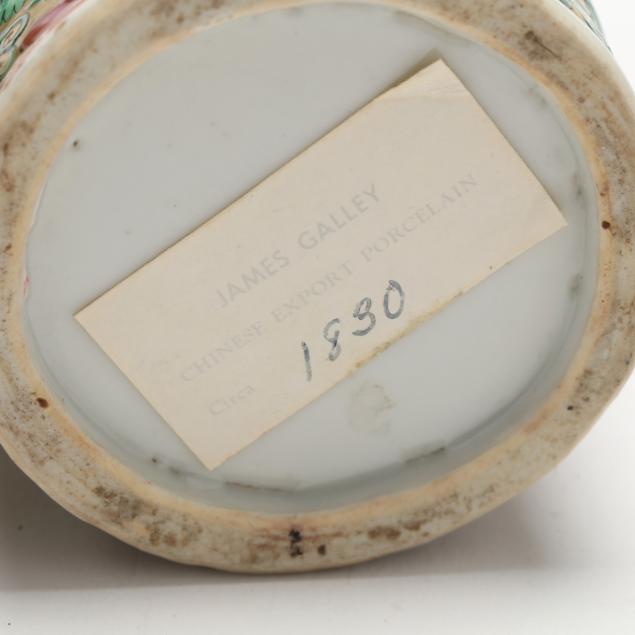 JAMES GALLEY
CHINESE EXPORT PORCELAIN
Circa 1830